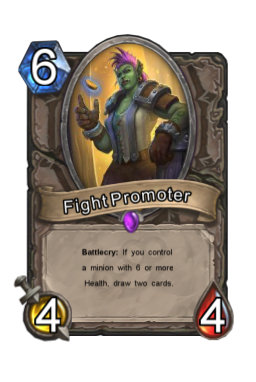 6
Fight Promoter
Battlecry: If you control
a minion with 6 or more
Health, draw two cards.
4
4